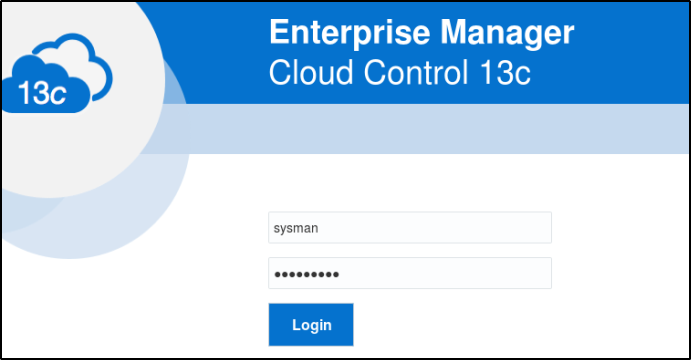 Enterprise Manager
Cloud Control 13c
13c
sysman
•••••••••
Login